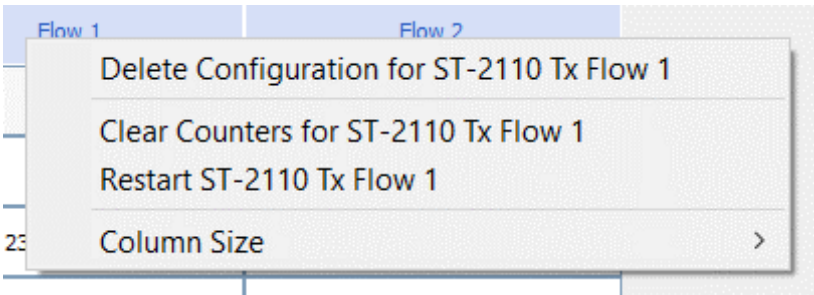 Flow 1 Flow 2
Delete Configuration for ST-2110 Tx Flow 1
Clear Counters for ST-2110 Tx Flow 1
Restart ST-2110 Tx Flow 1
23
Column Size